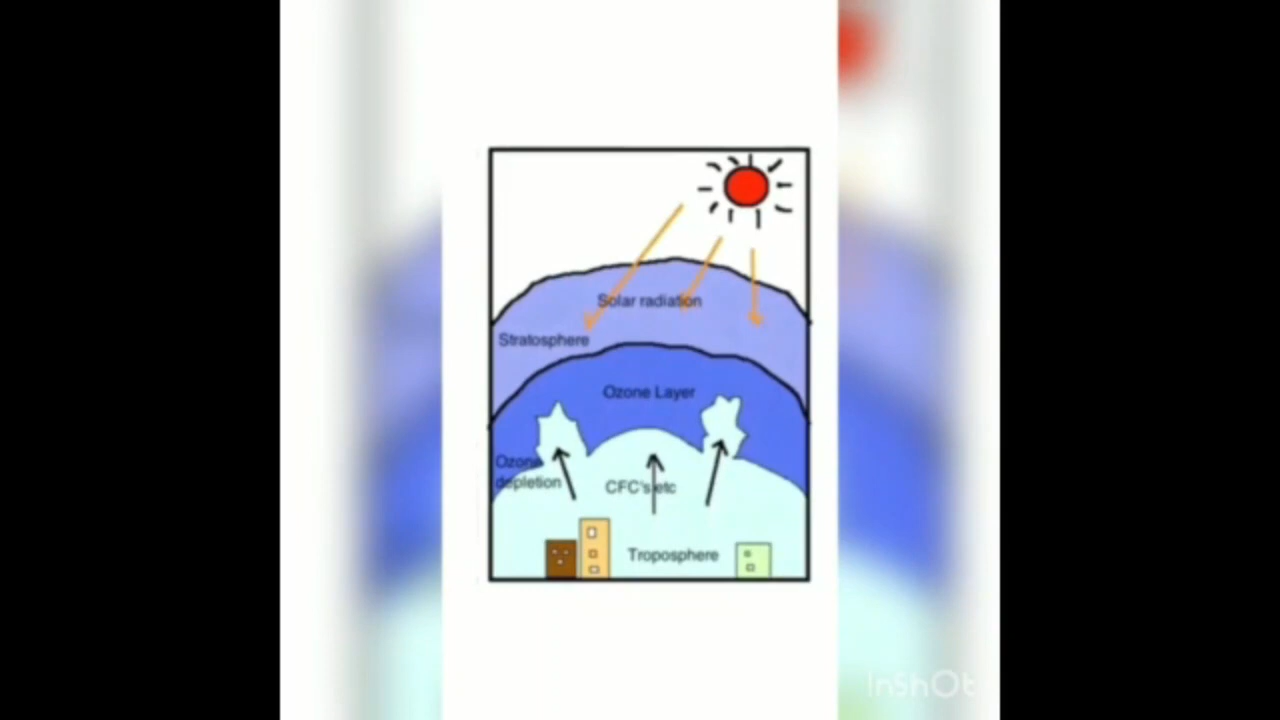 Solar radiation
Stratosphere
Ozone Layer
Ozone
depletion
CFC's etc
Troposphere
InShOt